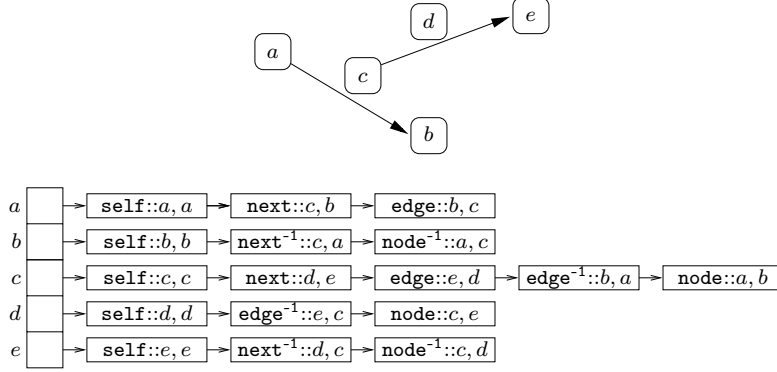 d
e
a
c
b
a self::a, a next::c, b edge::b, c
b self::b, b next⁻¹::c, a node⁻¹::a, c
c self::c, c next::d, e edge::e, d edge⁻¹::b, a node::a, b
d self::d, d edge⁻¹::e, c node::c, e
e self::e, e next⁻¹::d, c node⁻¹::c, d